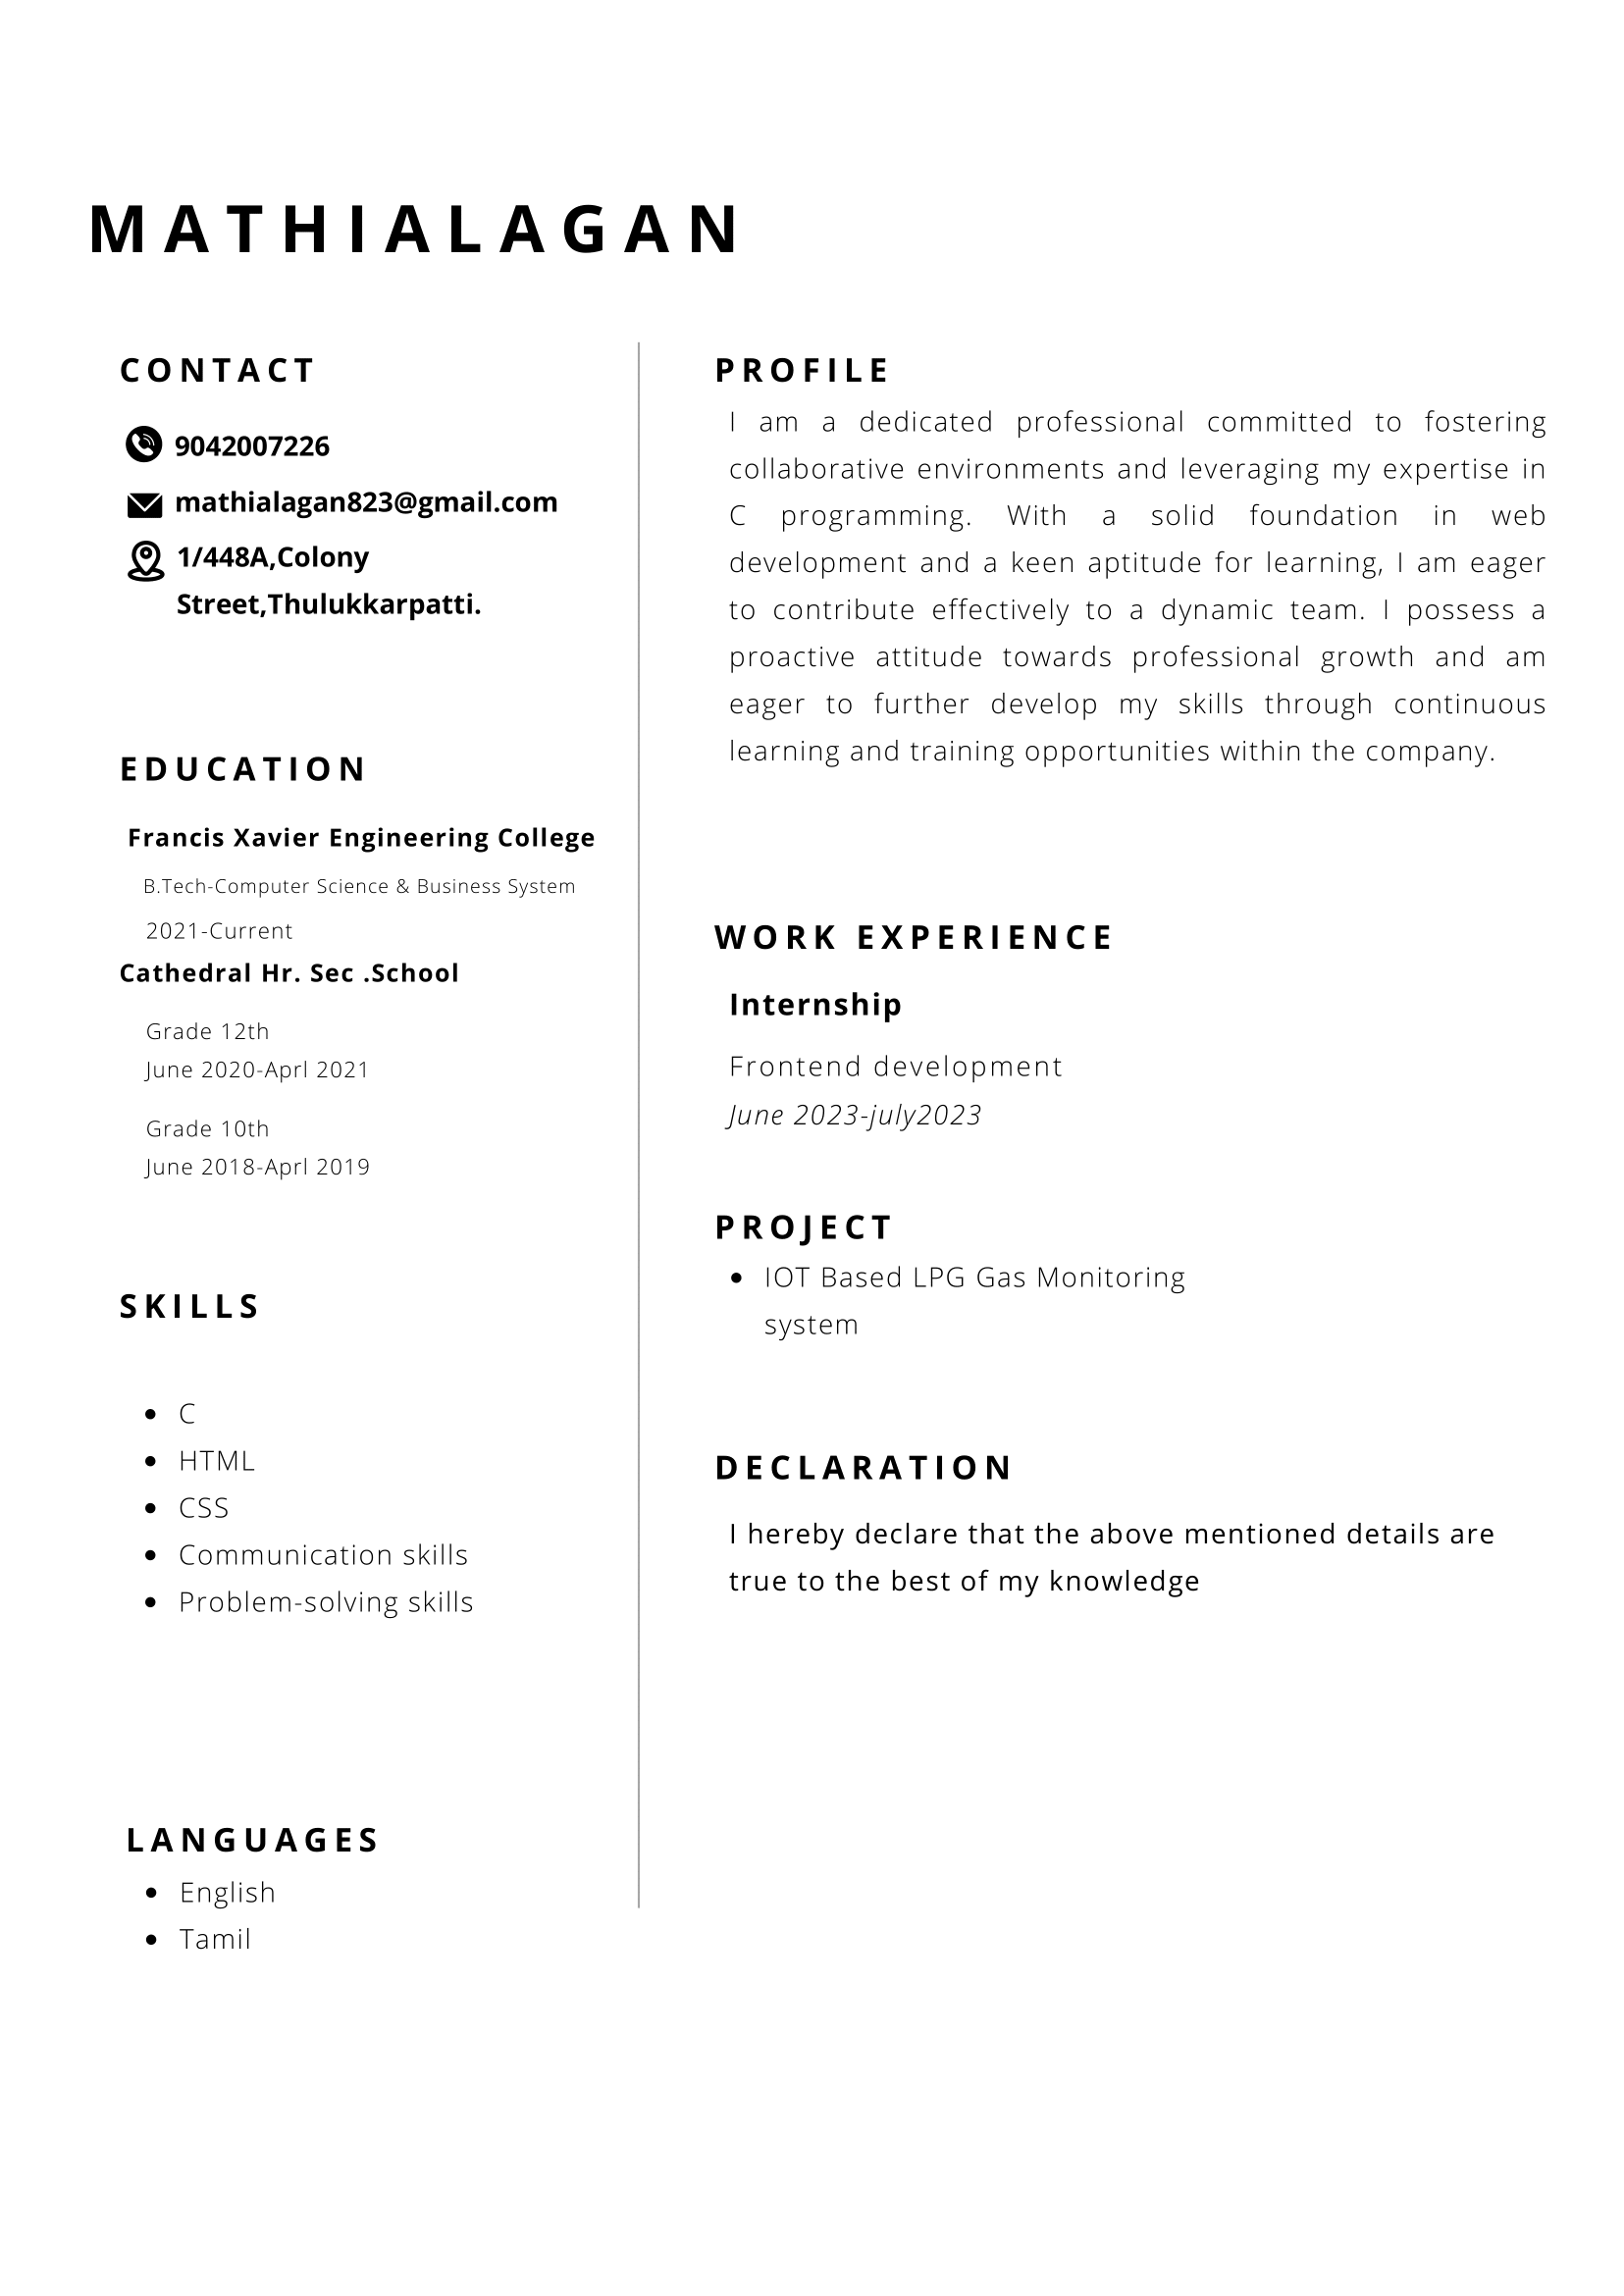 MATHIALAGAN
CONTACT
9042007226
mathialagan823@gmail.com
1/448A,Colony
Street,Thulukkarpatti.
EDUCATION
Francis Xavier Engineering College
B.Tech-Computer Science & Business System
2021-Current
Cathedral Hr. Sec .School
Grade 12th
June 2020-Aprl 2021
Grade 10th
June 2018-Aprl 2019
SKILLS
• C
• HTML
• CSS
• Communication skills
• Problem-solving skills
LANGUAGES
• English
• Tamil
PROFILE
I am a dedicated professional committed to fostering
collaborative environments and leveraging my expertise in
C programming. With a solid foundation in web
development and a keen aptitude for learning, I am eager
to contribute effectively to a dynamic team. I possess a
proactive attitude towards professional growth and am
eager to further develop my skills through continuous
learning and training opportunities within the company.
WORK EXPERIENCE
Internship
Frontend development
June 2023-july2023
PROJECT
• IOT Based LPG Gas Monitoring
system
DECLARATION
I hereby declare that the above mentioned details are
true to the best of my knowledge